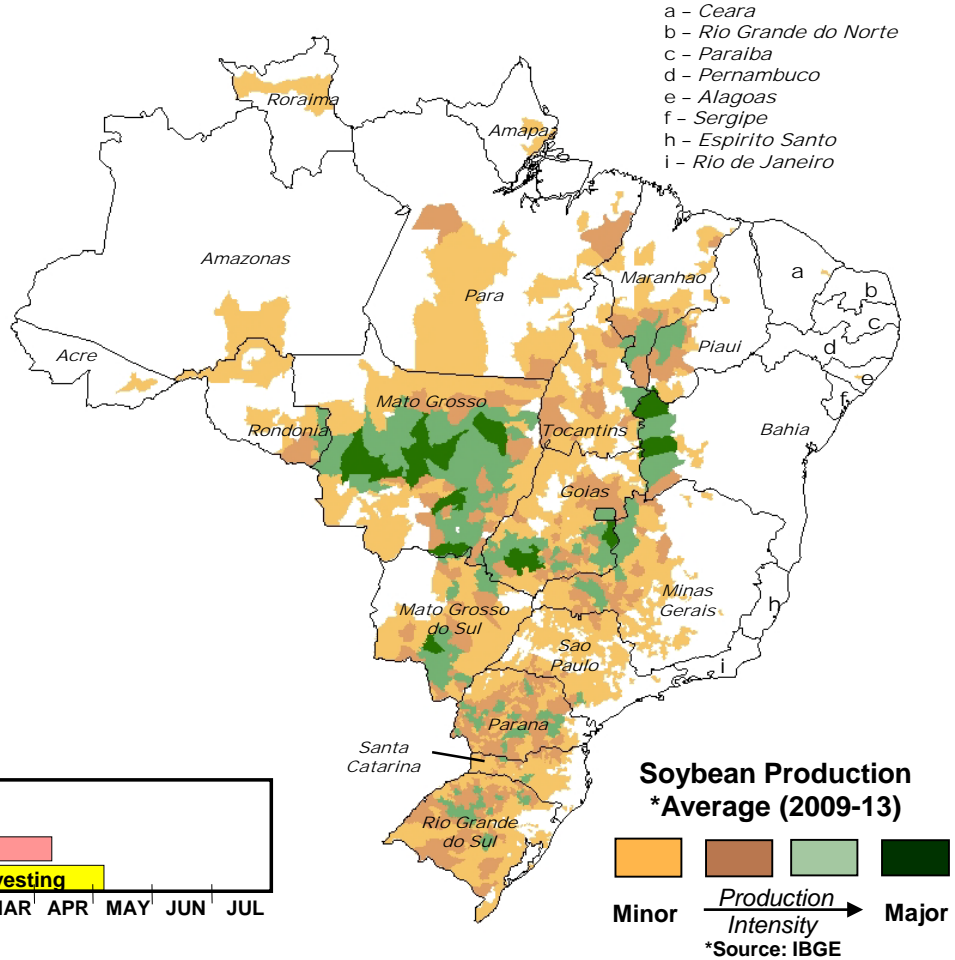 a – Ceara
b – Rio Grande do Norte
c – Paraiba
d – Pernambuco
e – Alagoas
f – Sergipe
h – Espirito Santo
i – Rio de Janeiro
Roraima
Amapa
Amazonas
Para
Maranhao
a
b
c
d
e
f
Piaui
Acre
Rondonia
Mato Grosso
Tocantins
Bahia
Goias
Minas
Gerais
h
i
Mato Grosso
do Sul
Sao
Paulo
Parana
Santa
Catarina
Rio Grande
do Sul
Soybean Production
*Average (2009-13)
Minor
Production
Intensity
Major
*Source: IBGE
vesting
AR APR MAY JUN JUL